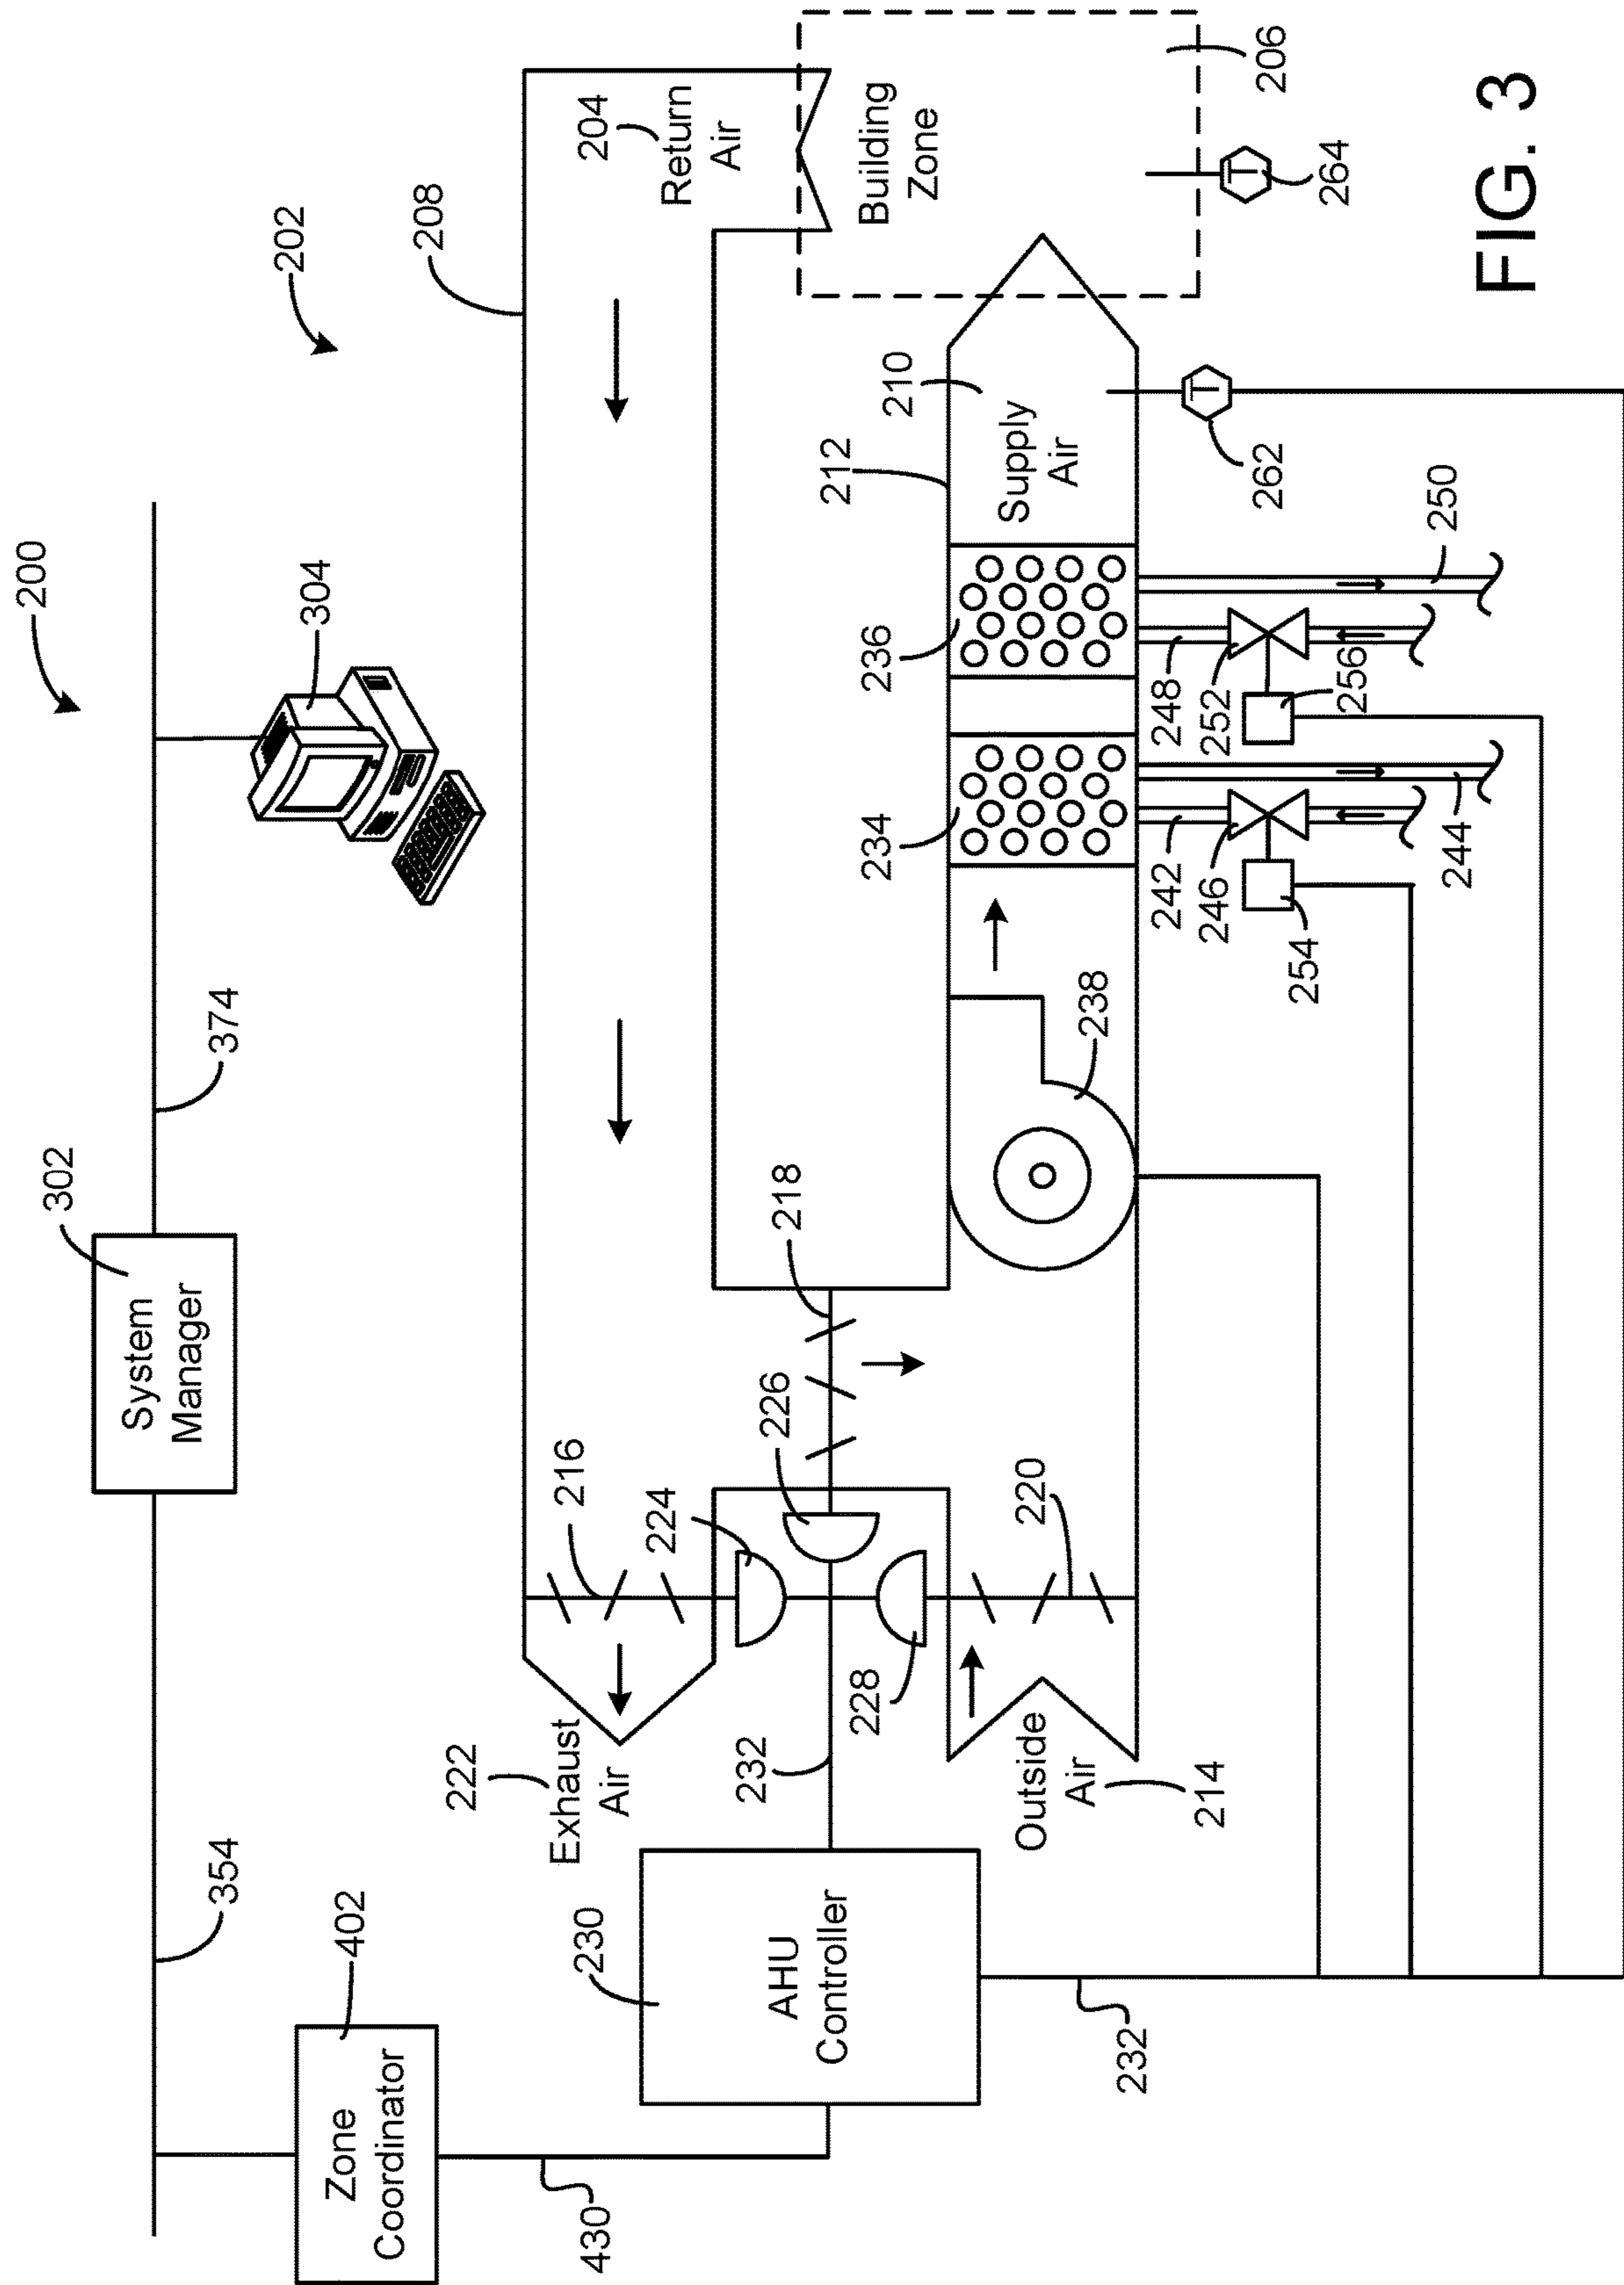 200
202
354
302
System
Manager
374
304
402
Zone
Coordinator
430
208
204
Return
Air
222
Exhaust
Air
216
224
226
218
232
228
230
AHU
Controller
232
Outside
Air
214
220
238
234
236
212
210
Supply
Air
Building
Zone
206
242
246
254
244
248
252
256
250
T
262
T
264
FIG. 3